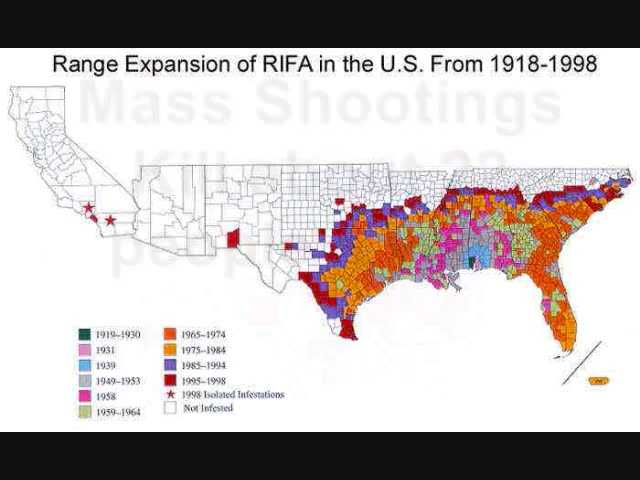 Range Expansion of RIFA in the U.S. From 1918-1998
Mass Shootings
1919–1930
1931
1939
1949–1953
1958
1959–1964
1965–1974
1975–1984
1985–1994
1995–1998
1998 Isolated Infestations
Not Infested